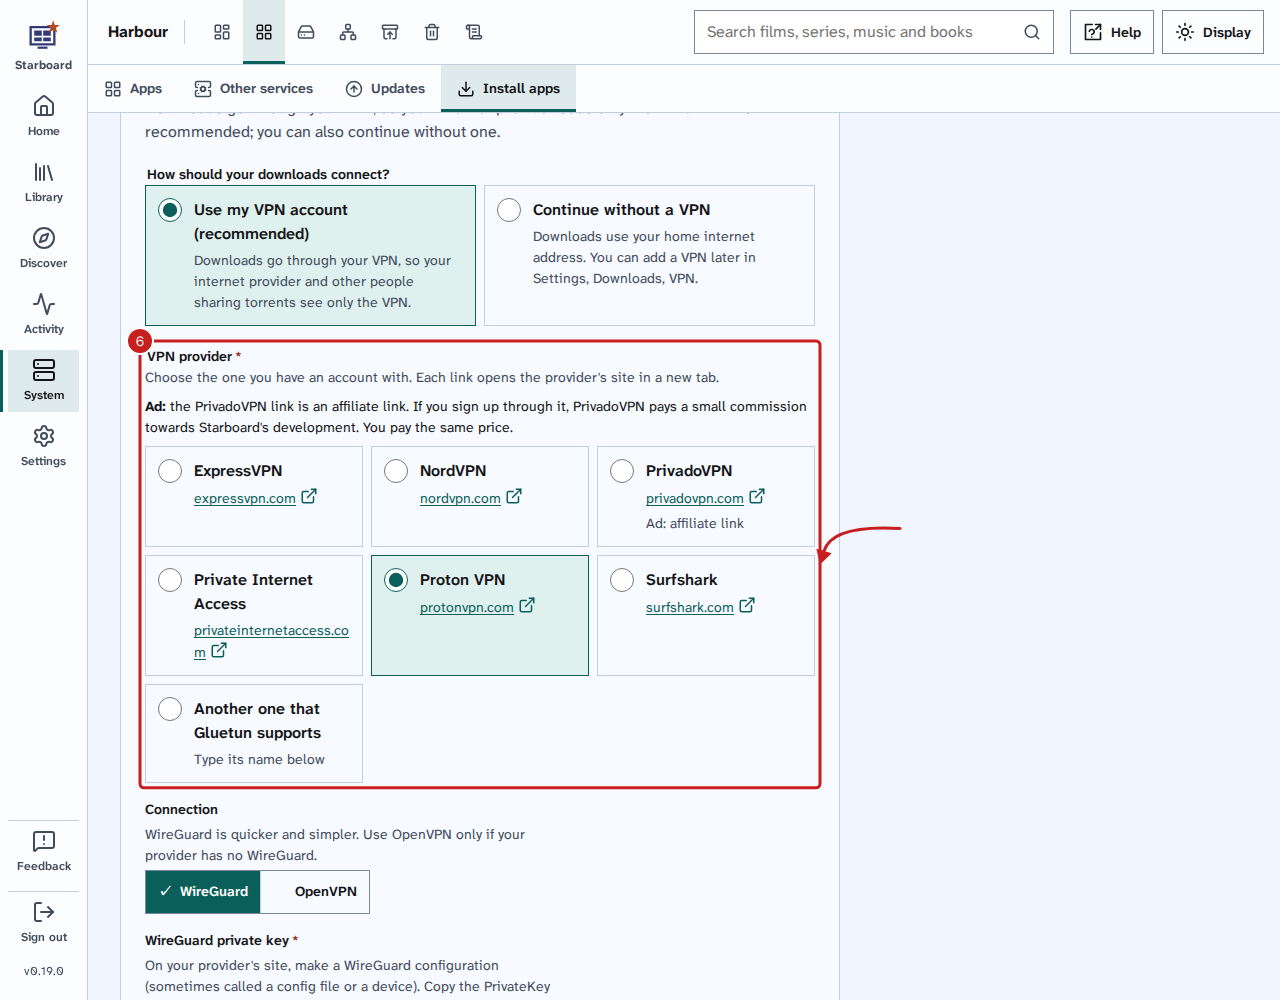 Starboard
Home
Library
Discover
Activity
System
Settings
Feedback
Sign out
v0.19.0
Harbour
Search films, series, music and books
Help
Display
Apps
Other services
Updates
Install apps
recommended; you can also continue without one.
How should your downloads connect?
Use my VPN account
(recommended)
Downloads go through your VPN, so your
internet provider and other people
sharing torrents see only the VPN.
Continue without a VPN
Downloads use your home internet
address. You can add a VPN later in
Settings, Downloads, VPN.
6
VPN provider *
Choose the one you have an account with. Each link opens the provider's site in a new tab.
Ad: the PrivadoVPN link is an affiliate link. If you sign up through it, PrivadoVPN pays a small commission
towards Starboard's development. You pay the same price.
ExpressVPN
expressvpn.com
NordVPN
nordvpn.com
PrivadoVPN
privadovpn.com
Ad: affiliate link
Private Internet
Access
privateinternetaccess.co
m
Proton VPN
protonvpn.com
Surfshark
surfshark.com
Another one that
Gluetun supports
Type its name below
Connection
WireGuard is quicker and simpler. Use OpenVPN only if your
provider has no WireGuard.
✓ WireGuard
OpenVPN
WireGuard private key *
On your provider's site, make a WireGuard configuration
(sometimes called a config file or a device). Copy the PrivateKey